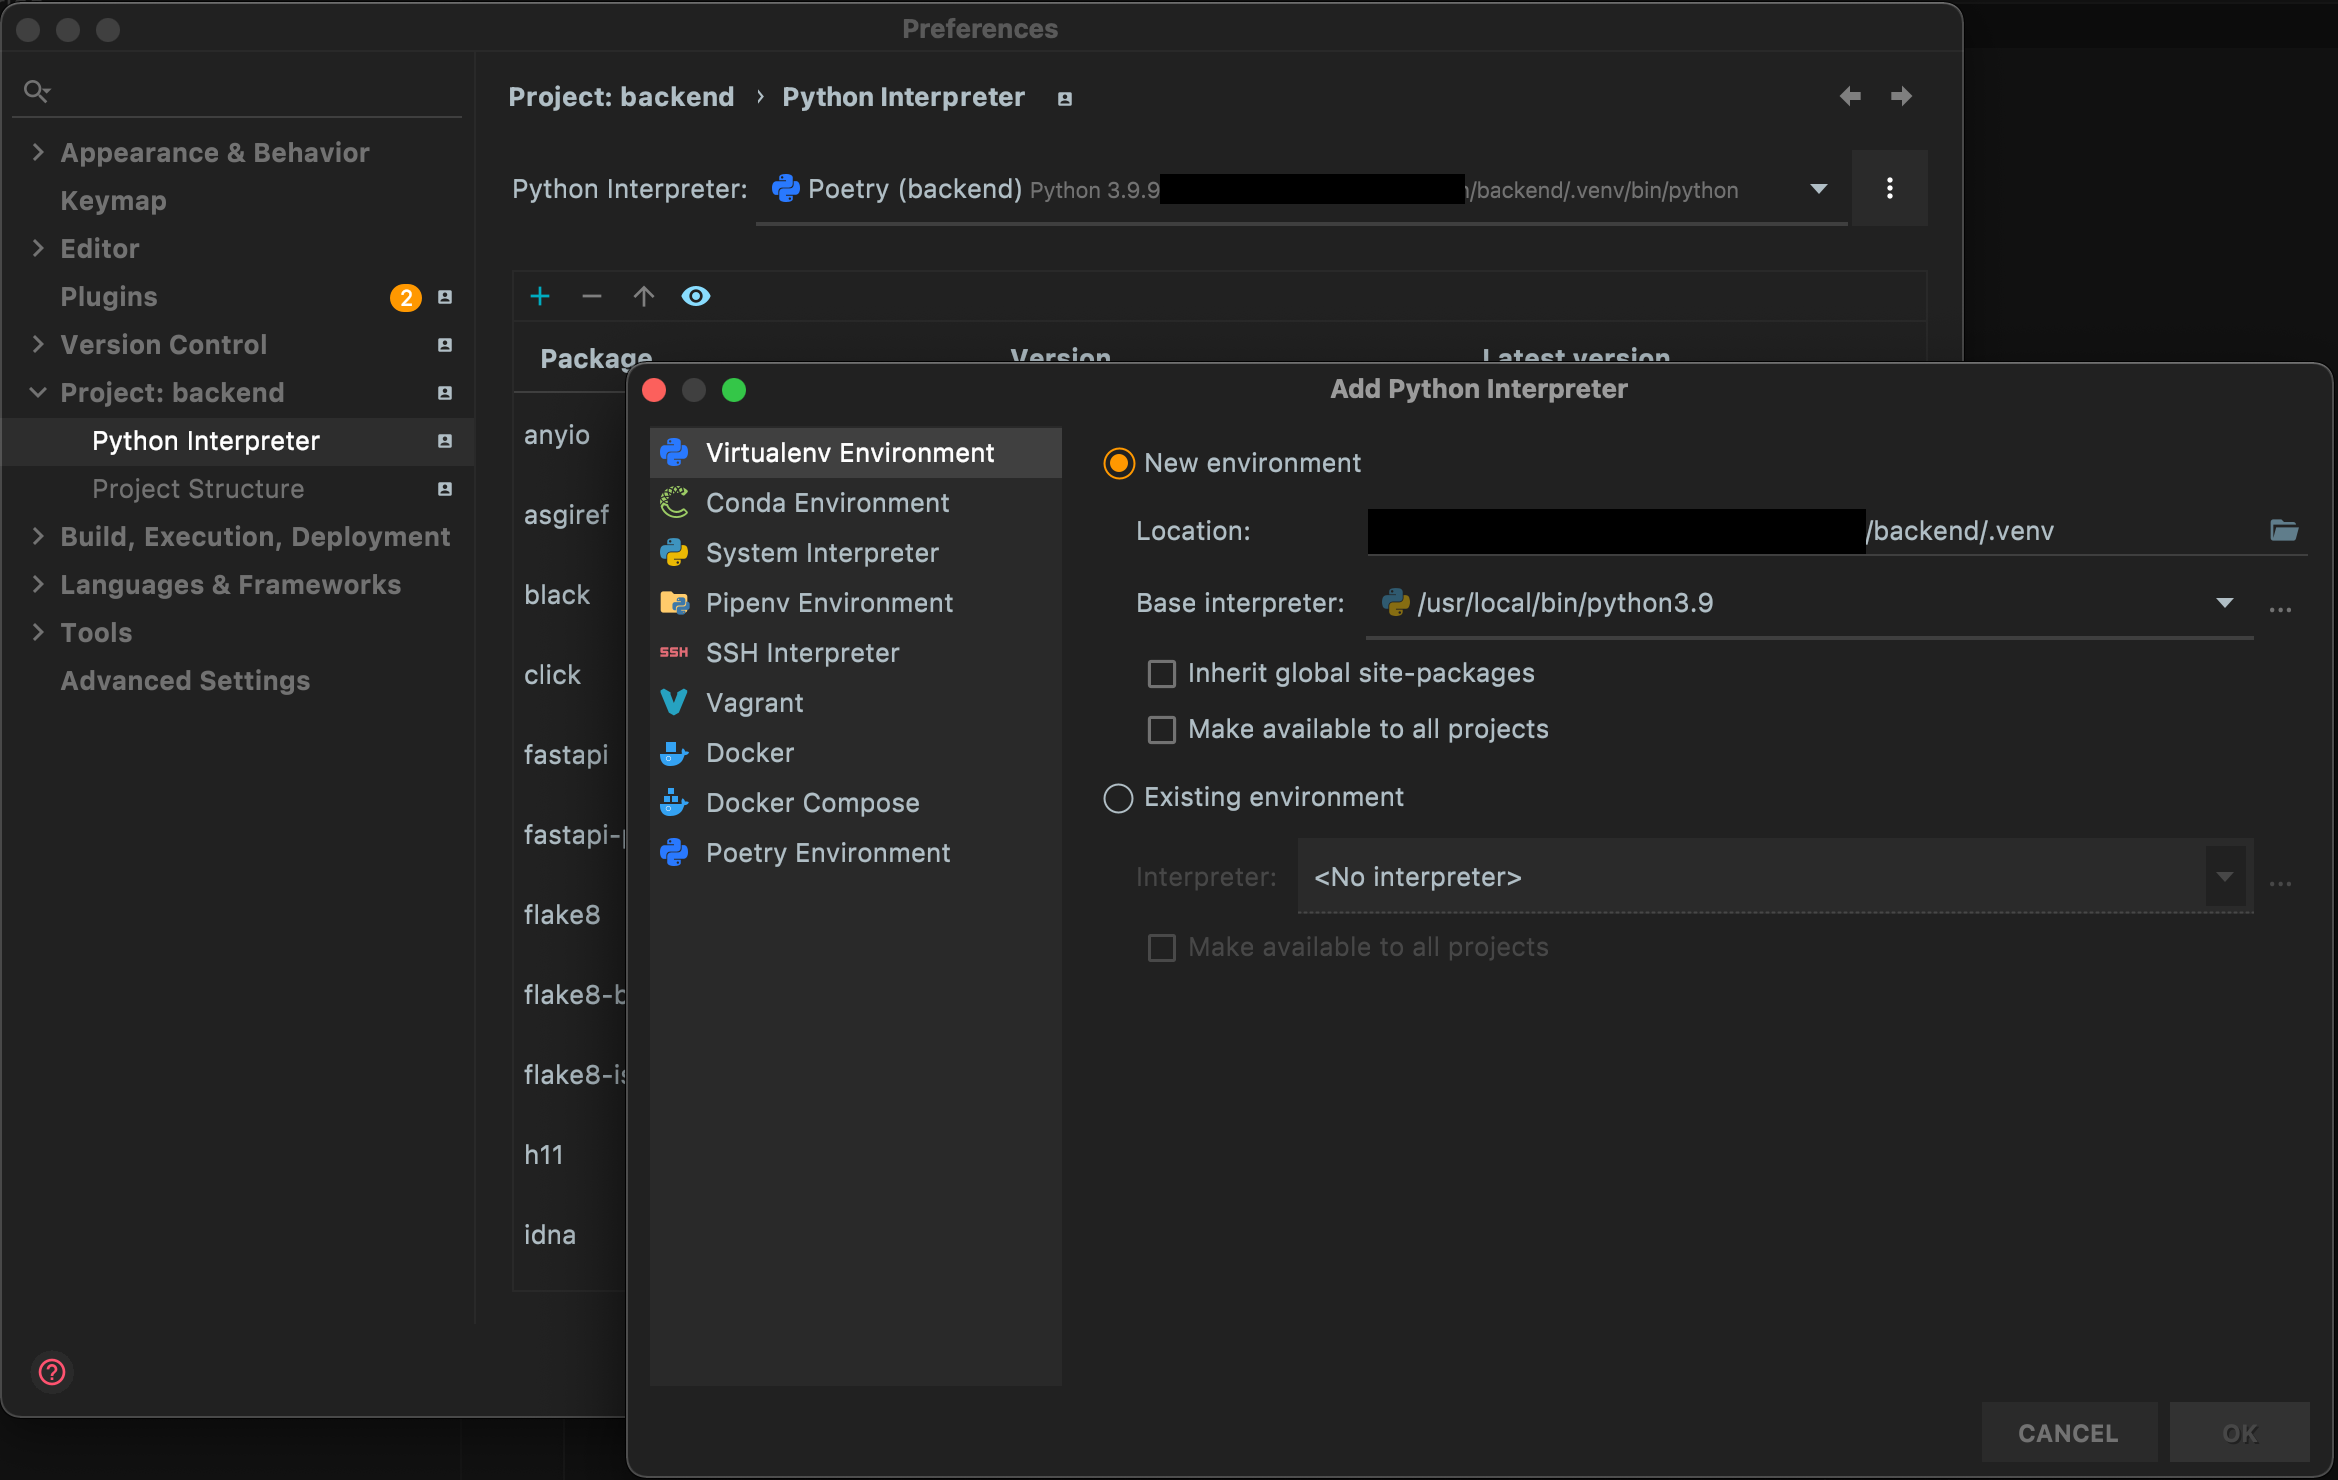 Preferences
Project: backend › Python Interpreter
Appearance & Behavior
Keymap
Editor
Plugins 2
Version Control
Project: backend
Python Interpreter
Project Structure
Build, Execution, Deployment
Languages & Frameworks
Tools
Advanced Settings
Python Interpreter: Poetry (backend) Python 3.9.9 /backend/.venv/bin/python
Package Version Latest version
anyio
asgiref
black
click
fastapi
fastapi-
flake8
flake8-b
flake8-is
h11
idna
?
Add Python Interpreter
Virtualenv Environment
Conda Environment
System Interpreter
Pipenv Environment
SSH SSH Interpreter
Vagrant
Docker
Docker Compose
Poetry Environment
New environment
Location: /backend/.venv
Base interpreter: /usr/local/bin/python3.9 ...
Inherit global site-packages
Make available to all projects
Existing environment
Interpreter: <No interpreter> ...
Make available to all projects
CANCEL OK